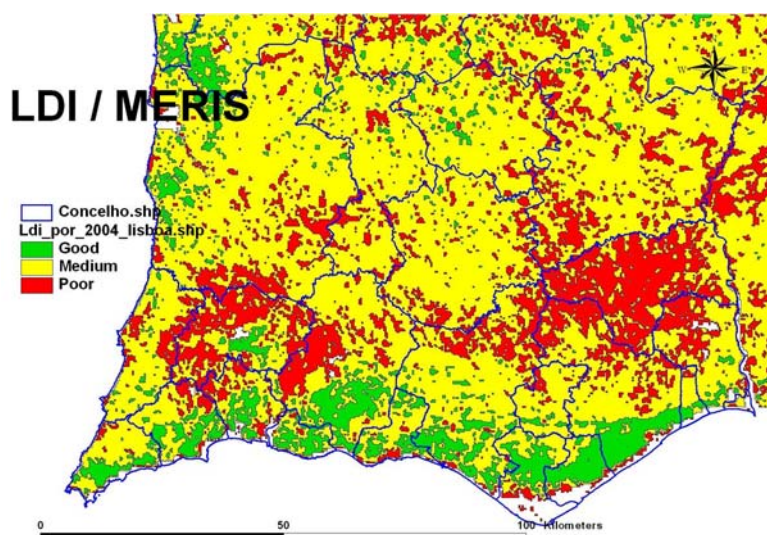 W E
LDI / MERIS
Concelho.shp
Ldi_por_2004_lisboa.shp
Good
Medium
Poor
0 50 100 Kilometers